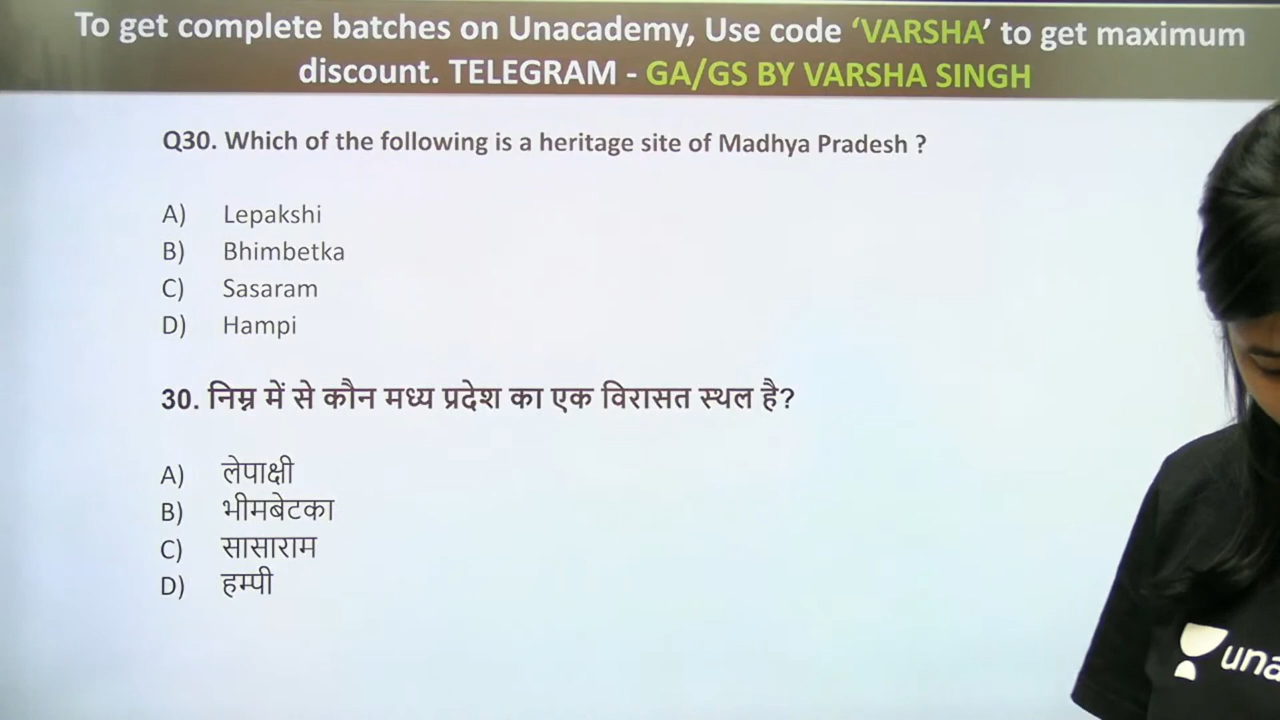 To get complete batches on Unacademy, Use code ‘VARSHA’ to get maximum
discount. TELEGRAM - GA/GS BY VARSHA SINGH
Q30. Which of the following is a heritage site of Madhya Pradesh ?
A) Lepakshi
B) Bhimbetka
C) Sasaram
D) Hampi
30. निम्न में से कौन मध्य प्रदेश का एक विरासत स्थल है?
A) लेपाक्षी
B) भीमबेटका
C) सासाराम
D) हम्पी
una